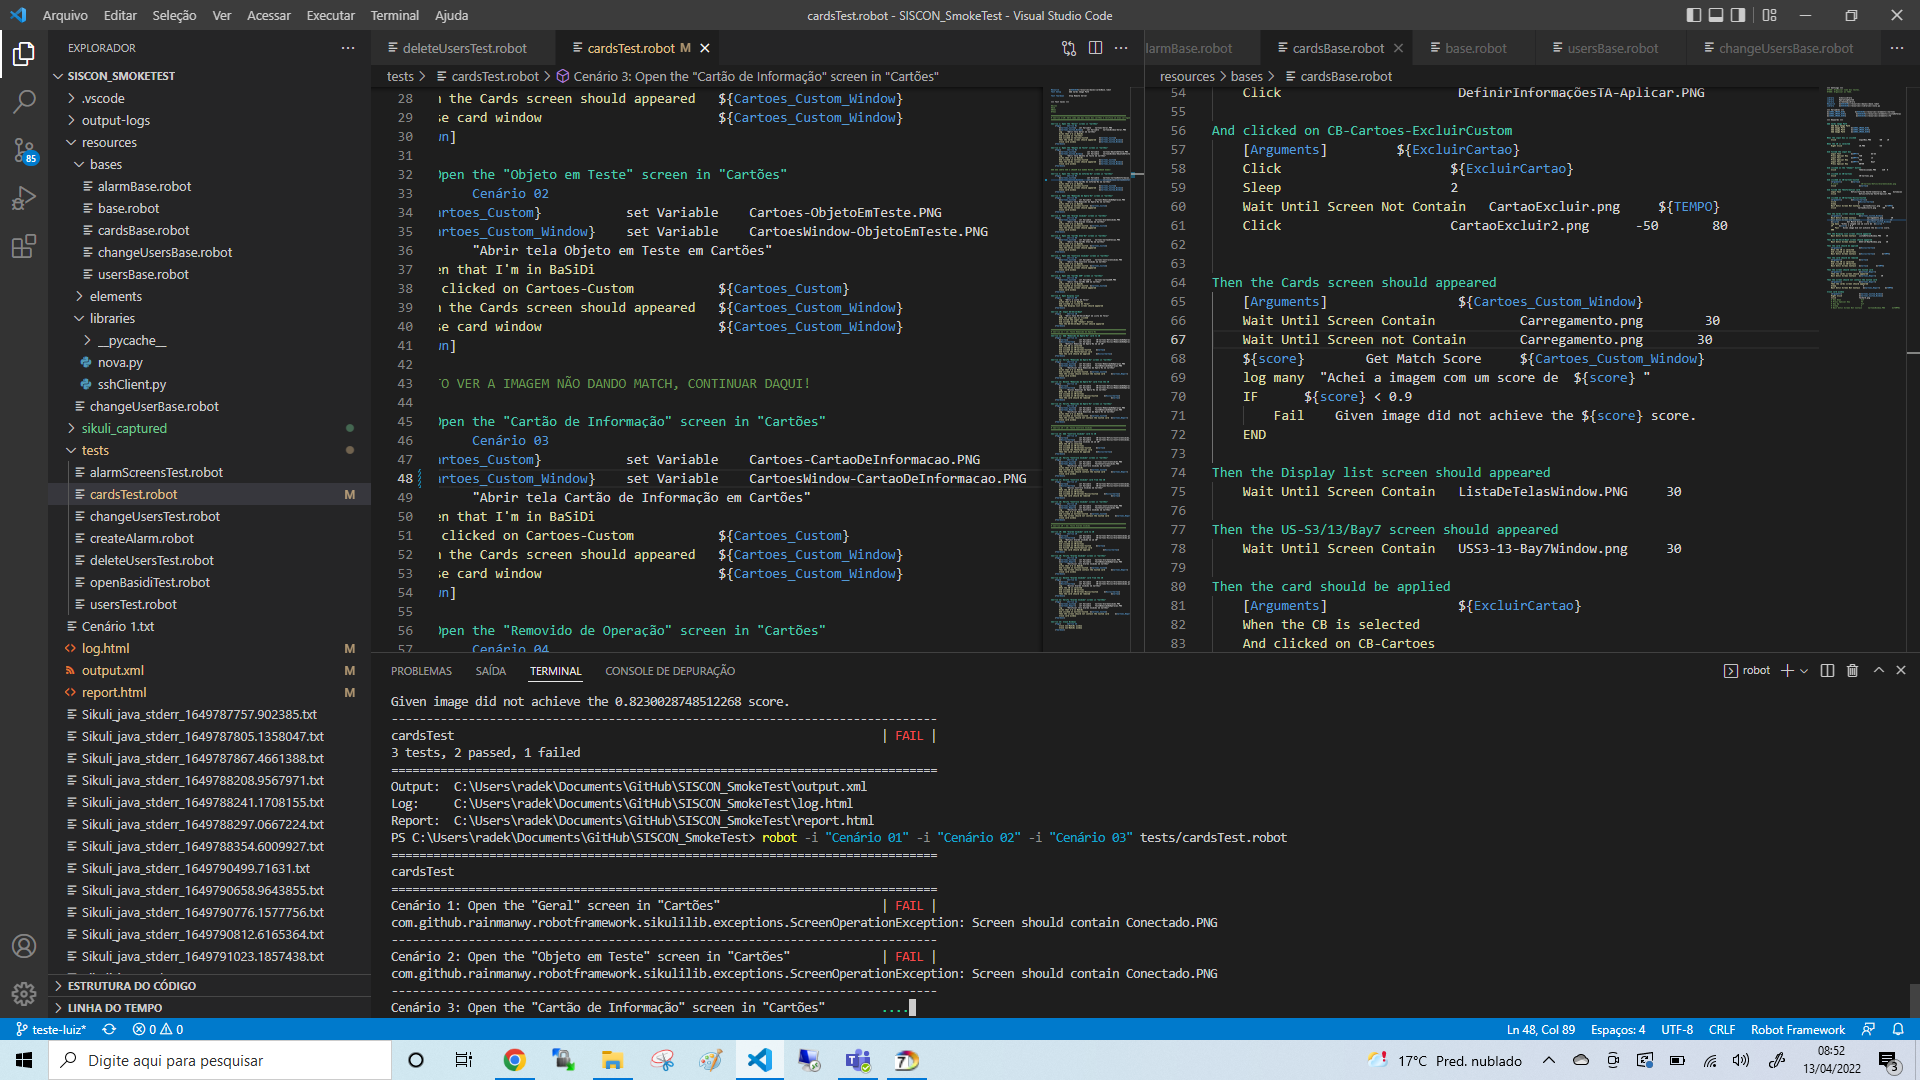 Arquivo Editar Seleção Ver Acessar Executar Terminal Ajuda
cardsTest.robot - SISCON_SmokeTest - Visual Studio Code
EXPLORADOR
SISCON_SMOKETEST
.vscode
output-logs
resources
bases
alarmBase.robot
base.robot
cardsBase.robot
changeUsersBase.robot
usersBase.robot
elements
libraries
__pycache__
nova.py
sshClient.py
changeUserBase.robot
sikuli_captured
tests
alarmScreensTest.robot
cardsTest.robot M
changeUsersTest.robot
createAlarm.robot
deleteUsersTest.robot
openBasidiTest.robot
usersTest.robot
Cenário 1.txt
log.html M
output.xml M
report.html M
Sikuli_java_stderr_1649787757.902385.txt
Sikuli_java_stderr_1649787805.1358047.txt
Sikuli_java_stderr_1649787867.4661388.txt
Sikuli_java_stderr_1649788208.9567971.txt
Sikuli_java_stderr_1649788241.1708155.txt
Sikuli_java_stderr_1649788297.0667224.txt
Sikuli_java_stderr_1649788354.6009927.txt
Sikuli_java_stderr_1649790499.71631.txt
Sikuli_java_stderr_1649790658.9643855.txt
Sikuli_java_stderr_1649790776.1577756.txt
Sikuli_java_stderr_1649790812.6165364.txt
Sikuli_java_stderr_1649791023.1857438.txt
ESTRUTURA DO CÓDIGO
LINHA DO TEMPO
85
deleteUsersTest.robot cardsTest.robot M
tests > cardsTest.robot > Cenário 3: Open the "Cartão de Informação" screen in "Cartões"
28 n the Cards screen should appeared ${Cartoes_Custom_Window}
29 se card window ${Cartoes_Custom_Window}
30 wn]
31
32 Open the "Objeto em Teste" screen in "Cartões"
33 Cenário 02
34 artoes_Custom} set Variable Cartoes-ObjetoEmTeste.PNG
35 artoes_Custom_Window} set Variable CartoesWindow-ObjetoEmTeste.PNG
36 "Abrir tela Objeto em Teste em Cartões"
37 en that I'm in BaSiDi
38 clicked on Cartoes-Custom ${Cartoes_Custom}
39 n the Cards screen should appeared ${Cartoes_Custom_Window}
40 se card window ${Cartoes_Custom_Window}
41 wn]
42
43 TO VER A IMAGEM NÃO DANDO MATCH, CONTINUAR DAQUI!
44
45 Open the "Cartão de Informação" screen in "Cartões"
46 Cenário 03
47 artoes_Custom} set Variable Cartoes-CartaoDeInformacao.PNG
48 artoes_Custom_Window} set Variable CartoesWindow-CartaoDeInformacao.PNG
49 "Abrir tela Cartão de Informação em Cartões"
50 en that I'm in BaSiDi
51 clicked on Cartoes-Custom ${Cartoes_Custom}
52 n the Cards screen should appeared ${Cartoes_Custom_Window}
53 se card window ${Cartoes_Custom_Window}
54 wn]
55
56 Open the "Removido de Operação" screen in "Cartões"
57 Cenário 04
larmBase.robot cardsBase.robot base.robot usersBase.robot changeUsersBase.robot
resources > bases > cardsBase.robot
54 Click DefinirInformaçõesTA-Aplicar.PNG
55
56 And clicked on CB-Cartoes-ExcluirCustom
57 [Arguments] ${ExcluirCartao}
58 Click ${ExcluirCartao}
59 Sleep 2
60 Wait Until Screen Not Contain CartaoExcluir.png ${TEMPO}
61 Click CartaoExcluir2.png -50 80
62
63
64 Then the Cards screen should appeared
65 [Arguments] ${Cartoes_Custom_Window}
66 Wait Until Screen Contain Carregamento.png 30
67 Wait Until Screen not Contain Carregamento.png 30
68 ${score} Get Match Score ${Cartoes_Custom_Window}
69 log many "Achei a imagem com um score de ${score} "
70 IF ${score} < 0.9
71 Fail Given image did not achieve the ${score} score.
72 END
73
74 Then the Display list screen should appeared
75 Wait Until Screen Contain ListaDeTelasWindow.PNG 30
76
77 Then the US-S3/13/Bay7 screen should appeared
78 Wait Until Screen Contain USS3-13-Bay7Window.png 30
79
80 Then the card should be applied
81 [Arguments] ${ExcluirCartao}
82 When the CB is selected
83 And clicked on CB-Cartoes
PROBLEMAS SAÍDA TERMINAL CONSOLE DE DEPURAÇÃO
robot
Given image did not achieve the 0.8230028748512268 score.
------------------------------------------------------------------------------
cardsTest | FAIL |
3 tests, 2 passed, 1 failed
==============================================================================
Output: C:\Users\radek\Documents\GitHub\SISCON_SmokeTest\output.xml
Log: C:\Users\radek\Documents\GitHub\SISCON_SmokeTest\log.html
Report: C:\Users\radek\Documents\GitHub\SISCON_SmokeTest\report.html
PS C:\Users\radek\Documents\GitHub\SISCON_SmokeTest> robot -i "Cenário 01" -i "Cenário 02" -i "Cenário 03" tests/cardsTest.robot
==============================================================================
cardsTest
==============================================================================
Cenário 1: Open the "Geral" screen in "Cartões" | FAIL |
com.github.rainmanwy.robotframework.sikulilib.exceptions.ScreenOperationException: Screen should contain Conectado.PNG
------------------------------------------------------------------------------
Cenário 2: Open the "Objeto em Teste" screen in "Cartões" | FAIL |
com.github.rainmanwy.robotframework.sikulilib.exceptions.ScreenOperationException: Screen should contain Conectado.PNG
------------------------------------------------------------------------------
Cenário 3: Open the "Cartão de Informação" screen in "Cartões" ....
teste-luiz* 0 0
Ln 48, Col 89 Espaços: 4 UTF-8 CRLF Robot Framework
Digite aqui para pesquisar
17°C Pred. nublado
08:52
13/04/2022
3